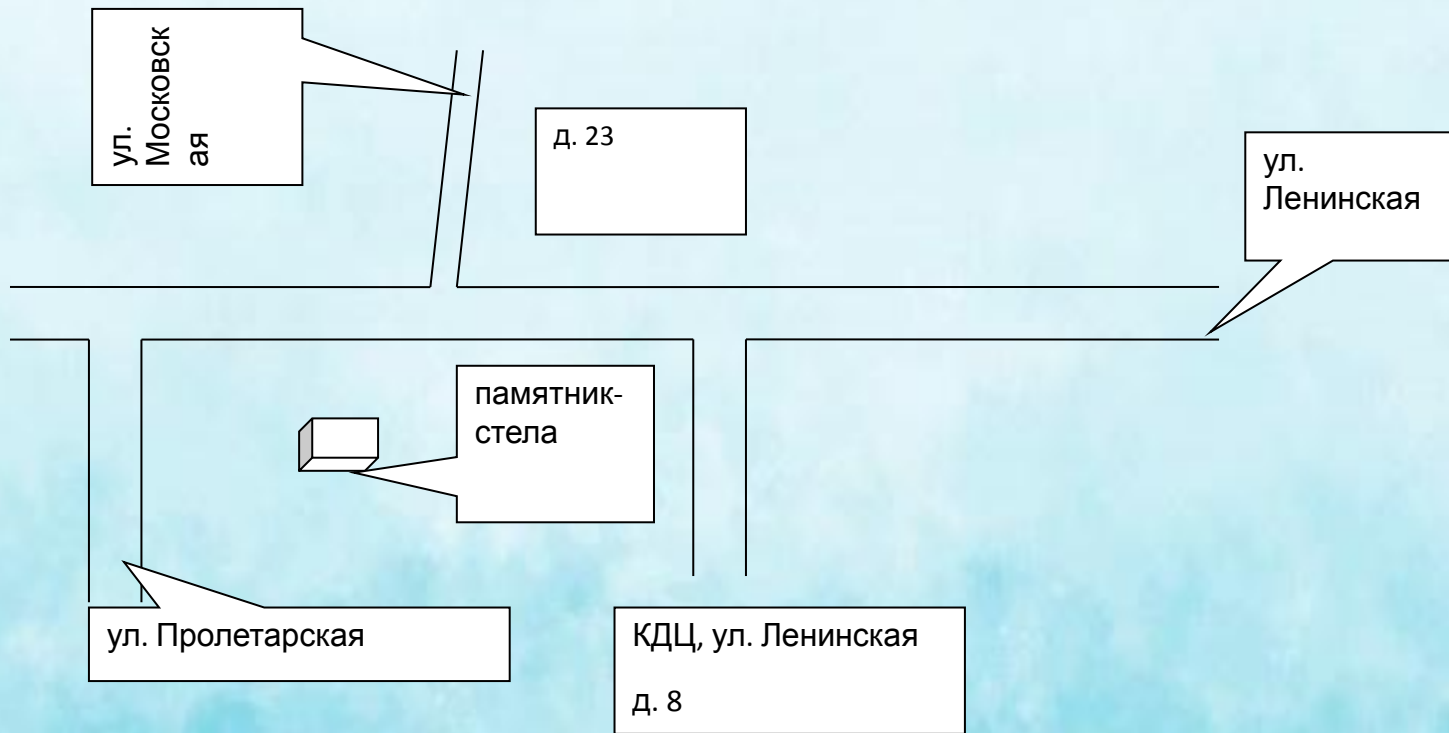 ул.
Московск
ая
д. 23
ул.
Ленинская
памятник-
стела
ул. Пролетарская
КДЦ, ул. Ленинская
д. 8